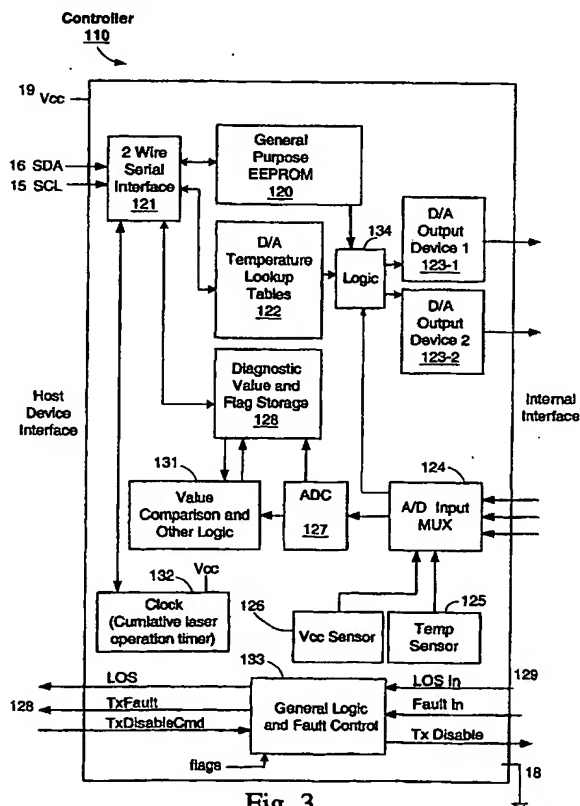 Controller
110
19 Vcc
16 SDA
15 SCL
2 Wire
Serial
Interface
121
General
Purpose
EEPROM
120
D/A
Temperature
Lookup
Tables
122
134
Logic
D/A
Output
Device 1
123-1
D/A
Output
Device 2
123-2
Host
Device
Interface
Internal
Interface
Diagnostic
Value and
Flag Storage
128
131
Value
Comparison and
Other Logic
ADC
127
124
A/D Input
MUX
132
Vcc
Clock
(Cumlative laser
operation timer)
126
Vcc Sensor
125
Temp
Sensor
133
General Logic
and Fault Control
LOS
128
TxFault
TxDisableCmd
flags
LOS In
129
Fault In
Tx Disable
18
Fig. 3